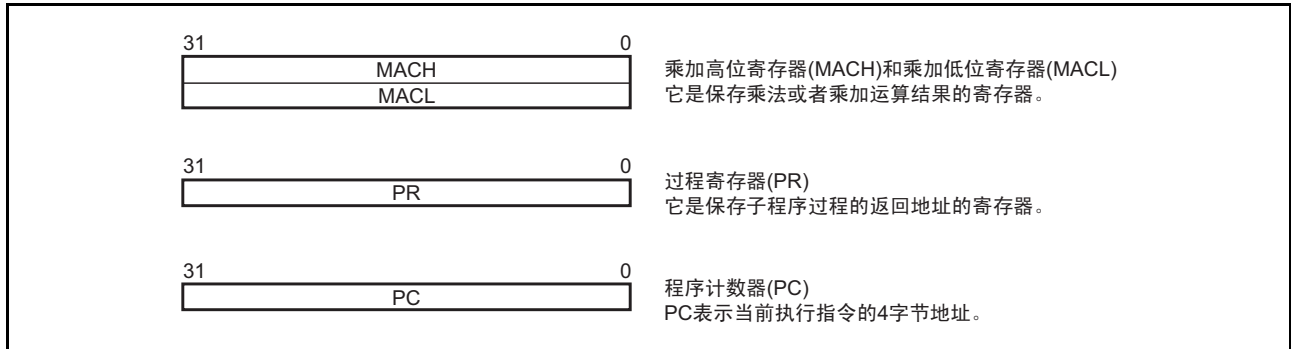 31 0
MACH
MACL
乘加高位寄存器(MACH)和乘加低位寄存器(MACL)
它是保存乘法或者乘加运算结果的寄存器。
31 0
PR
过程寄存器(PR)
它是保存子程序过程的返回地址的寄存器。
31 0
PC
程序计数器(PC)
PC表示当前执行指令的4字节地址。